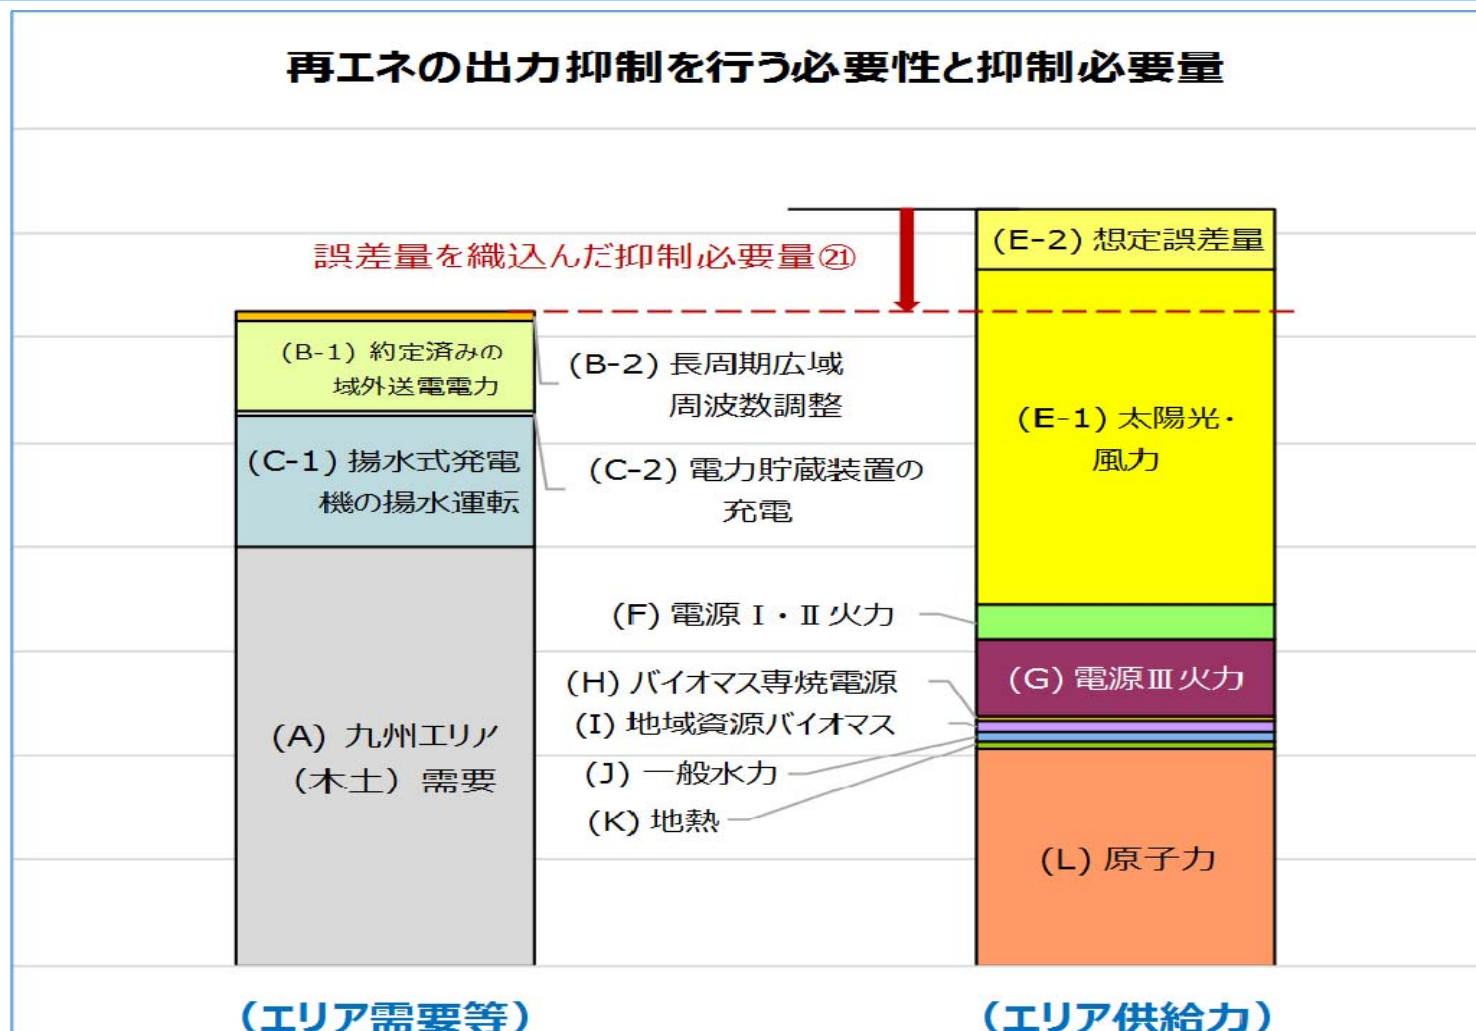 再エネの出力抑制を行う必要性と抑制必要量
(E-2) 想定誤差量
誤差量を織込んだ抑制必要量㉑
(B-1) 約定済みの
域外送電電力
(B-2) 長周期広域
周波数調整
(E-1) 太陽光・
風力
(C-1) 揚水式発電
機の揚水運転
(C-2) 電力貯蔵装置の
充電
(F) 電源Ⅰ・Ⅱ火力
(G) 電源Ⅲ火力
(H) バイオマス専焼電源
(I) 地域資源バイオマス
(A) 九州エリア
（本土）需要
(J) 一般水力
(K) 地熱
(L) 原子力
（エリア需要等）
（エリア供給力）